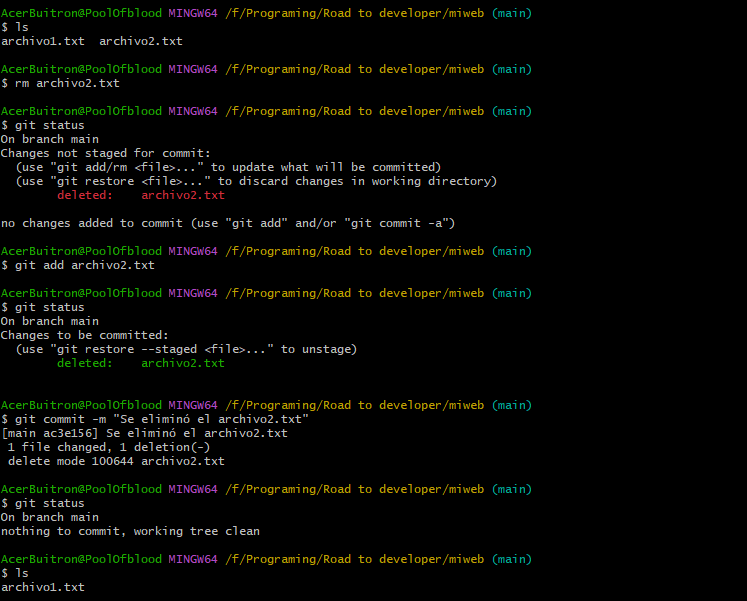 AcerBuitron@PoolOfblood MINGW64 /f/Programing/Road to developer/miweb (main)
$ ls
archivo1.txt  archivo2.txt
AcerBuitron@PoolOfblood MINGW64 /f/Programing/Road to developer/miweb (main)
$ rm archivo2.txt
AcerBuitron@PoolOfblood MINGW64 /f/Programing/Road to developer/miweb (main)
$ git status
On branch main
Changes not staged for commit:
  (use "git add/rm <file>..." to update what will be committed)
  (use "git restore <file>..." to discard changes in working directory)
        deleted:    archivo2.txt
no changes added to commit (use "git add" and/or "git commit -a")
AcerBuitron@PoolOfblood MINGW64 /f/Programing/Road to developer/miweb (main)
$ git add archivo2.txt
AcerBuitron@PoolOfblood MINGW64 /f/Programing/Road to developer/miweb (main)
$ git status
On branch main
Changes to be committed:
  (use "git restore --staged <file>..." to unstage)
        deleted:    archivo2.txt
AcerBuitron@PoolOfblood MINGW64 /f/Programing/Road to developer/miweb (main)
$ git commit -m "Se eliminó el archivo2.txt"
[main ac3e156] Se eliminó el archivo2.txt
 1 file changed, 1 deletion(-)
 delete mode 100644 archivo2.txt
AcerBuitron@PoolOfblood MINGW64 /f/Programing/Road to developer/miweb (main)
$ git status
On branch main
nothing to commit, working tree clean
AcerBuitron@PoolOfblood MINGW64 /f/Programing/Road to developer/miweb (main)
$ ls
archivo1.txt